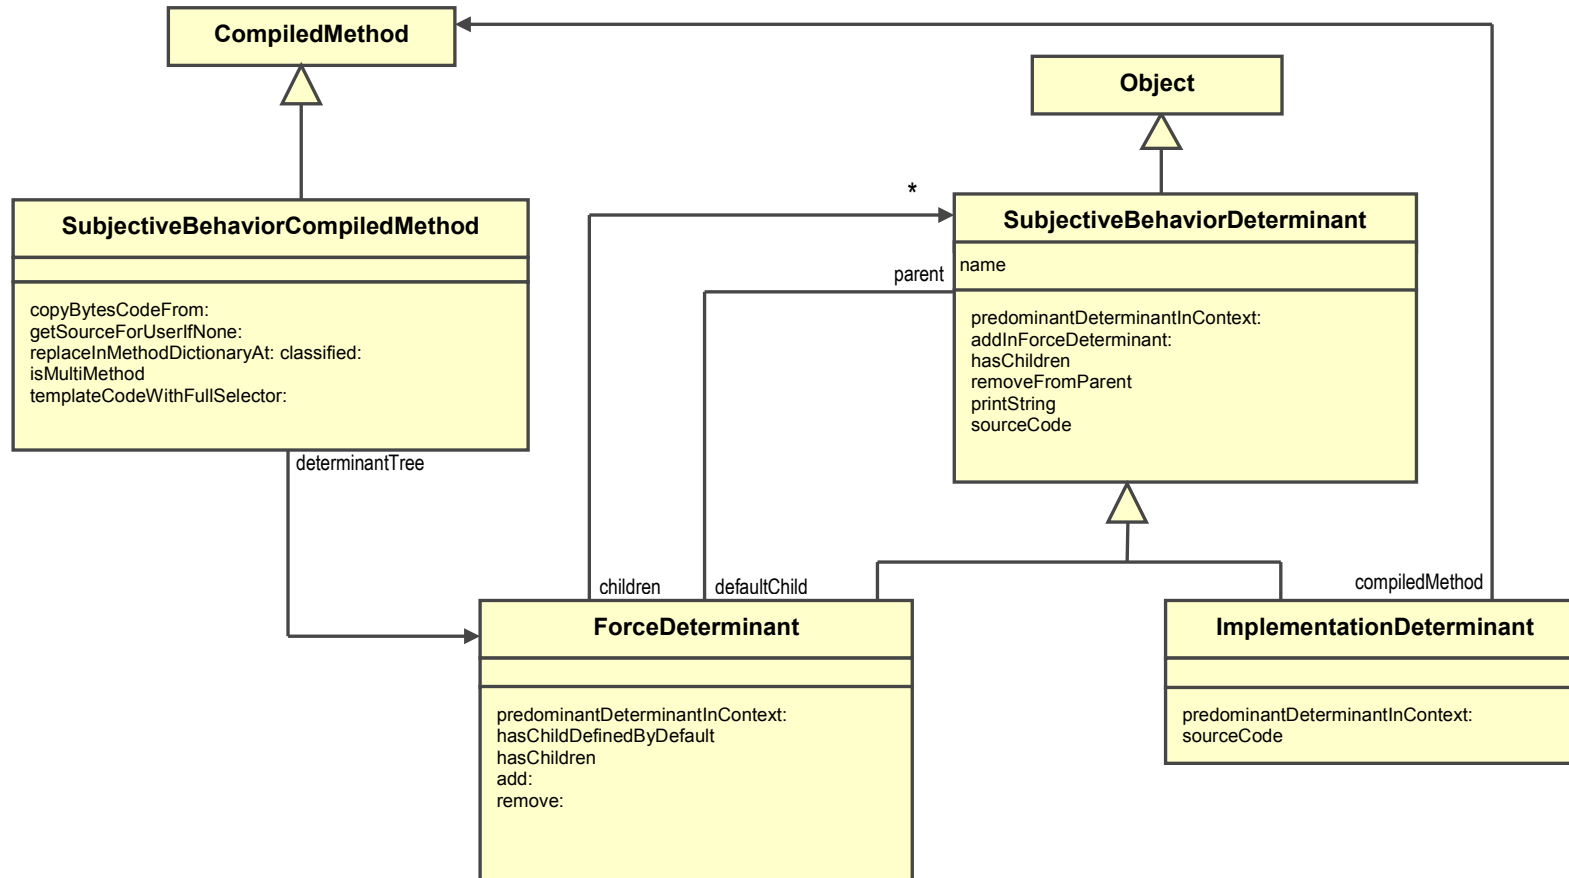 CompiledMethod
Object
*
SubjectiveBehaviorCompiledMethod
copyBytesCodeFrom:
getSourceForUserIfNone:
replaceInMethodDictionaryAt: classified:
isMultiMethod
templateCodeWithFullSelector:
SubjectiveBehaviorDeterminant
name
parent
predominantDeterminantInContext:
addInForceDeterminant:
hasChildren
removeFromParent
printString
sourceCode
determinantTree
children
defaultChild
compiledMethod
ForceDeterminant
predominantDeterminantInContext:
hasChildDefinedByDefault
hasChildren
add:
remove:
ImplementationDeterminant
predominantDeterminantInContext:
sourceCode